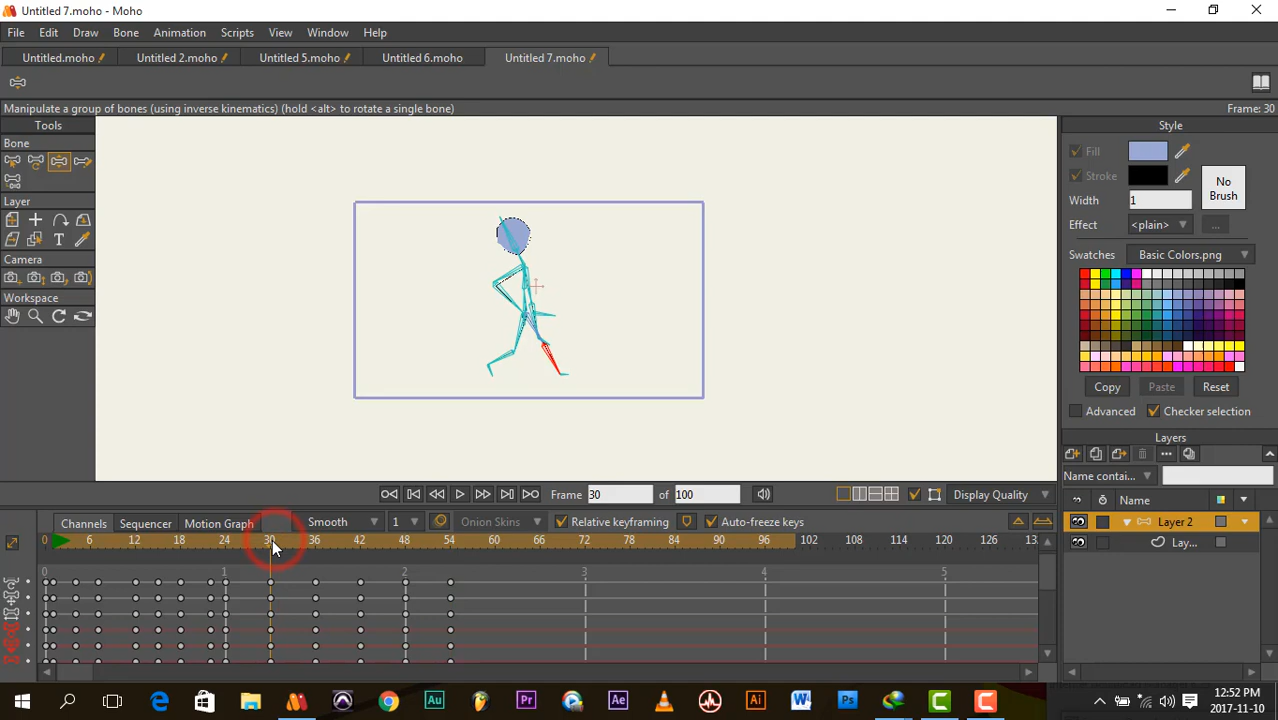 Untitled 7.moho - Moho
File Edit Draw Bone Animation Scripts View Window Help
Untitled.moho Untitled 2.moho Untitled 5.moho Untitled 6.moho Untitled 7.moho
Manipulate a group of bones (using inverse kinematics) (hold <alt> to rotate a single bone) Frame: 30
Tools
Bone
Layer
Camera
Workspace
Style
Fill
Stroke
No Brush
Width 1
Effect <plain> ...
Swatches Basic Colors.png
Copy Paste Reset
Advanced Checker selection
Layers
Name contai...
Name
Layer 2
Lay...
Frame 30 of 100 Display Quality
Channels Sequencer Motion Graph Smooth 1 Onion Skins Relative keyframing Auto-freeze keys
0 6 12 18 24 30 36 42 48 54 60 66 72 78 84 90 96 102 108 114 120 126
0 1 2 3 4 5
Au Pr Ae Ai Ps
12:52 PM
2017-11-10